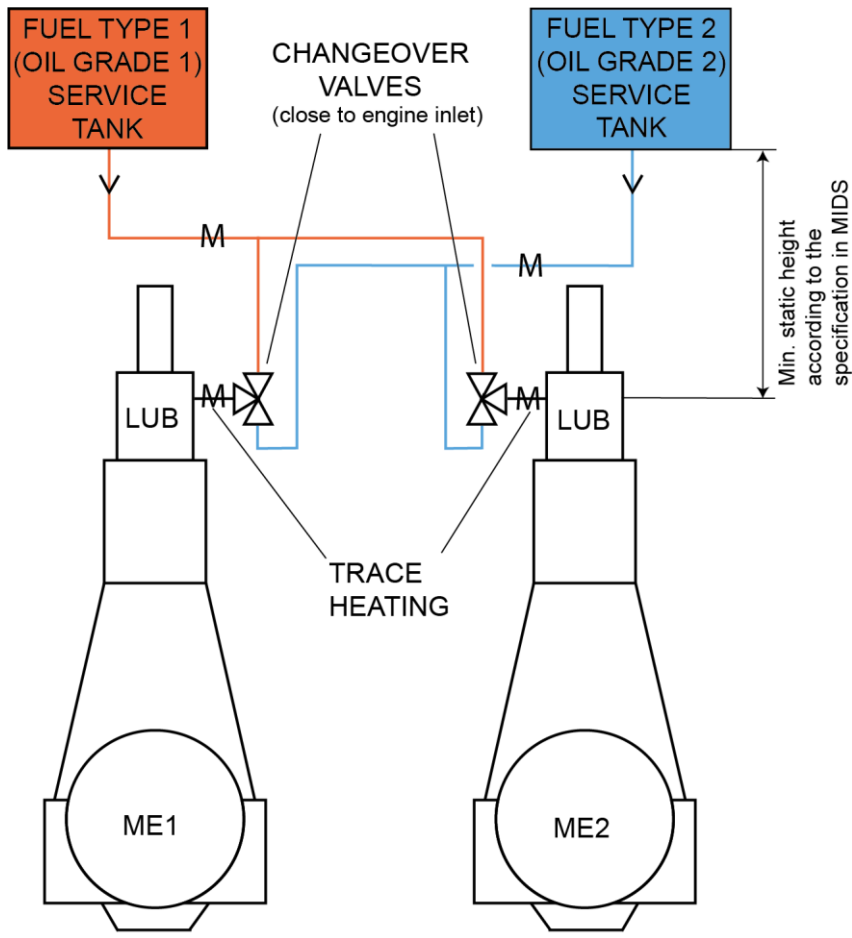 FUEL TYPE 1
(OIL GRADE 1)
SERVICE
TANK
CHANGEOVER
VALVES
(close to engine inlet)
FUEL TYPE 2
(OIL GRADE 2)
SERVICE
TANK
M
M
Min. static height
according to the
specification in MIDS
M
M
LUB
LUB
TRACE
HEATING
ME1
ME2